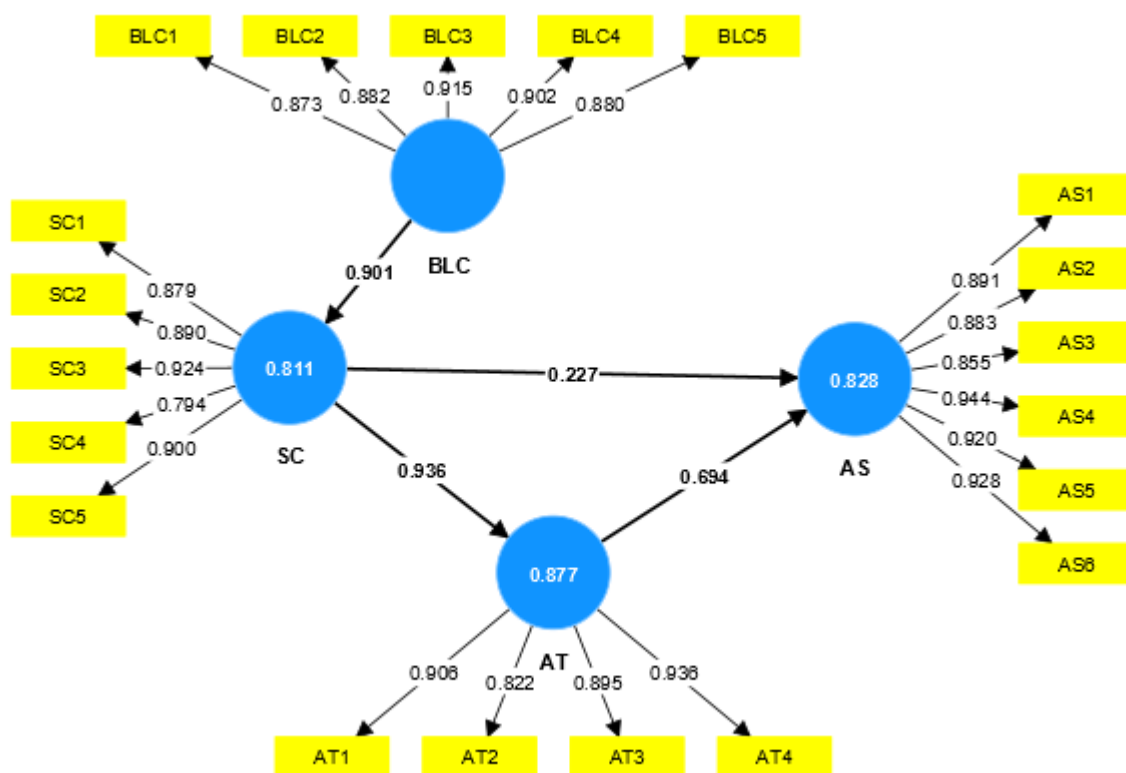 BLC1 BLC2 BLC3 BLC4 BLC5
0.873 0.882 0.915 0.902 0.880
BLC
0.901
SC1
SC2
SC3
SC4
SC5
0.879
0.890
0.924
0.794
0.900
0.811
SC
0.227
0.936
0.694
0.828
AS
AS1
AS2
AS3
AS4
AS5
AS6
0.891
0.883
0.855
0.944
0.920
0.928
0.877
AT
0.906 0.822 0.895 0.936
AT1 AT2 AT3 AT4